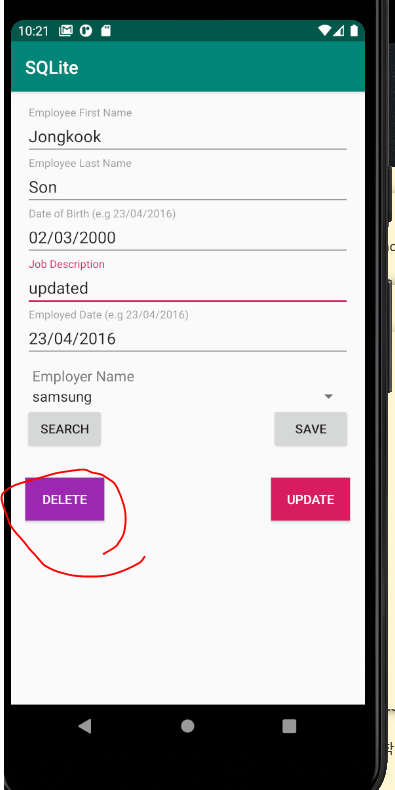 10:21
SQLite
Employee First Name
Jongkook
Employee Last Name
Son
Date of Birth (e.g 23/04/2016)
02/03/2000
Job Description
updated
Employed Date (e.g 23/04/2016)
23/04/2016
Employer Name
samsung
SEARCH SAVE
DELETE UPDATE